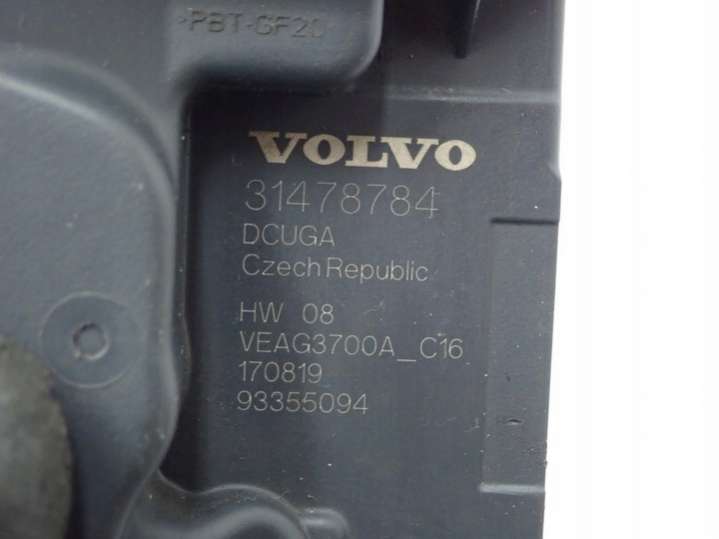 >PBT-GF20
VOLVO
31478784
DCUGA
Czech Republic
HW 08
VEAG3700A_C16
170819
93355094